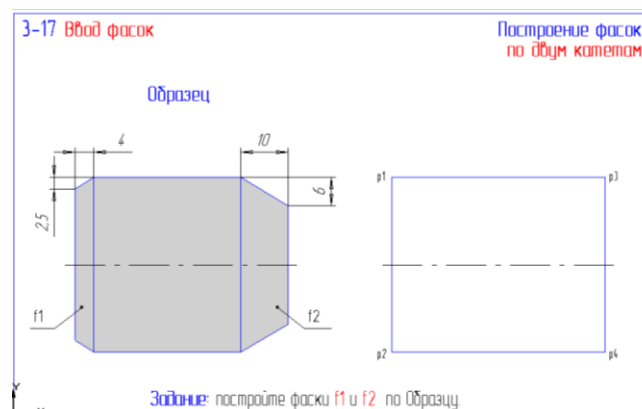 3-17 Ввод фасок
Построение фасок
по двум катетам
Образец
4
10
2,5
6
p1
p3
f1
f2
p2
p4
Y
Задание: постройте фаски f1 и f2 по Образцу